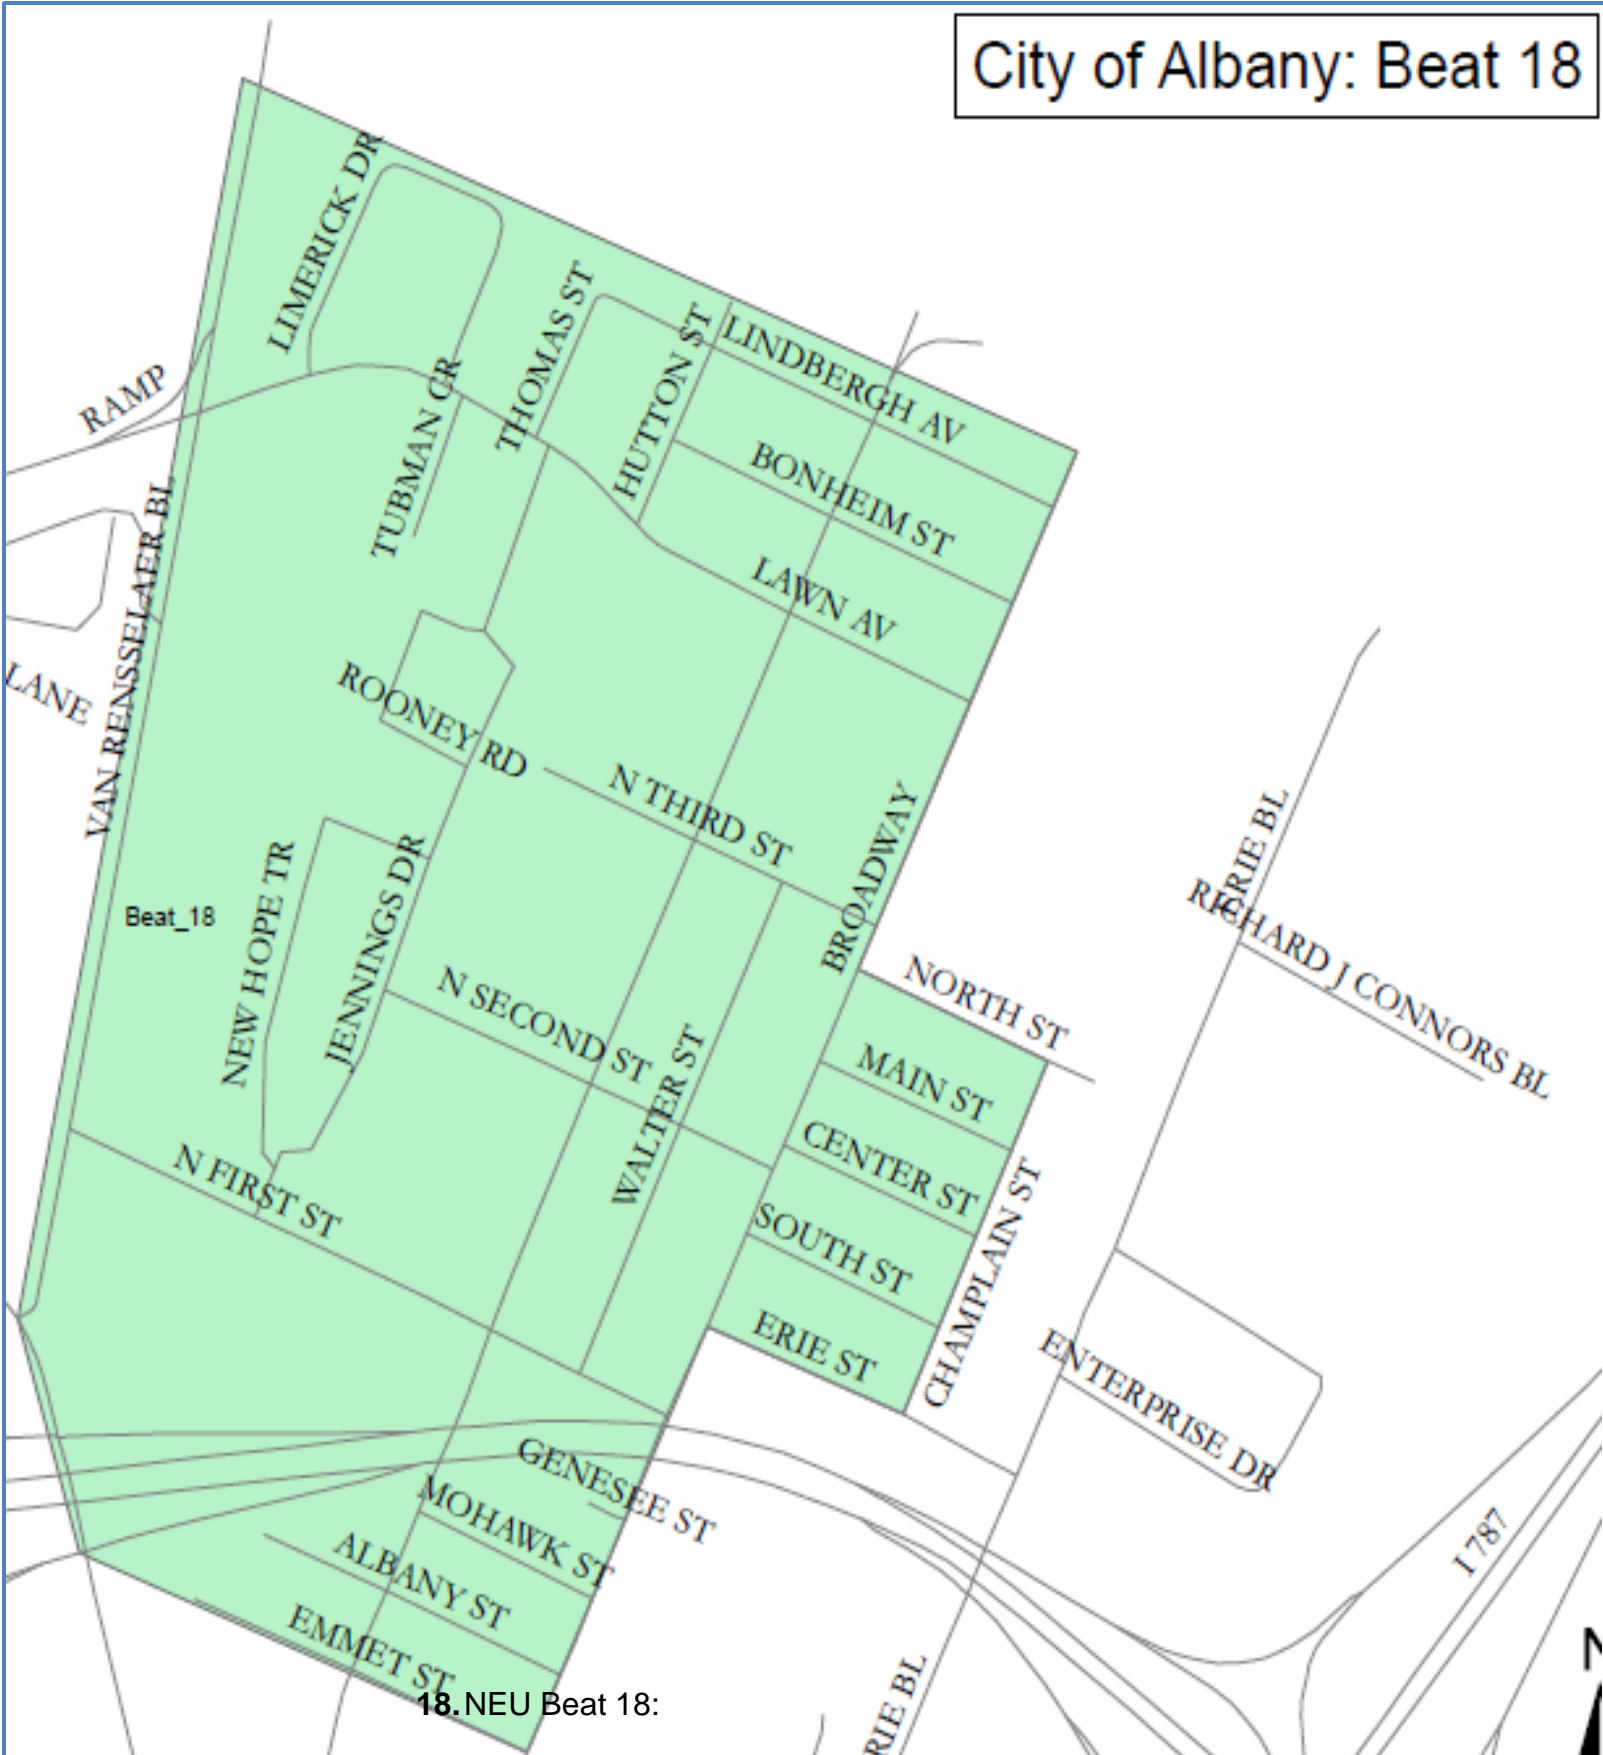 City of Albany: Beat 18
LIMERICK DR
THOMAS ST
HUTTON ST
LINDBERGH AV
RAMP
TUBMAN CR
BONHEIM ST
VAN RENSSELAER BL
LAWN AV
LANE
ROONEY RD
N THIRD ST
BROADWAY
ERIE BL
RICHARD J CONNORS BL
NEW HOPE TR
JENNINGS DR
Beat_18
N SECOND ST
NORTH ST
WALTER ST
MAIN ST
CENTER ST
N FIRST ST
SOUTH ST
CHAMPLAIN ST
ERIE ST
ENTERPRISE DR
GENESEE ST
MOHAWK ST
I 787
ALBANY ST
EMMET ST
RIE BL
N
18. NEU Beat 18: